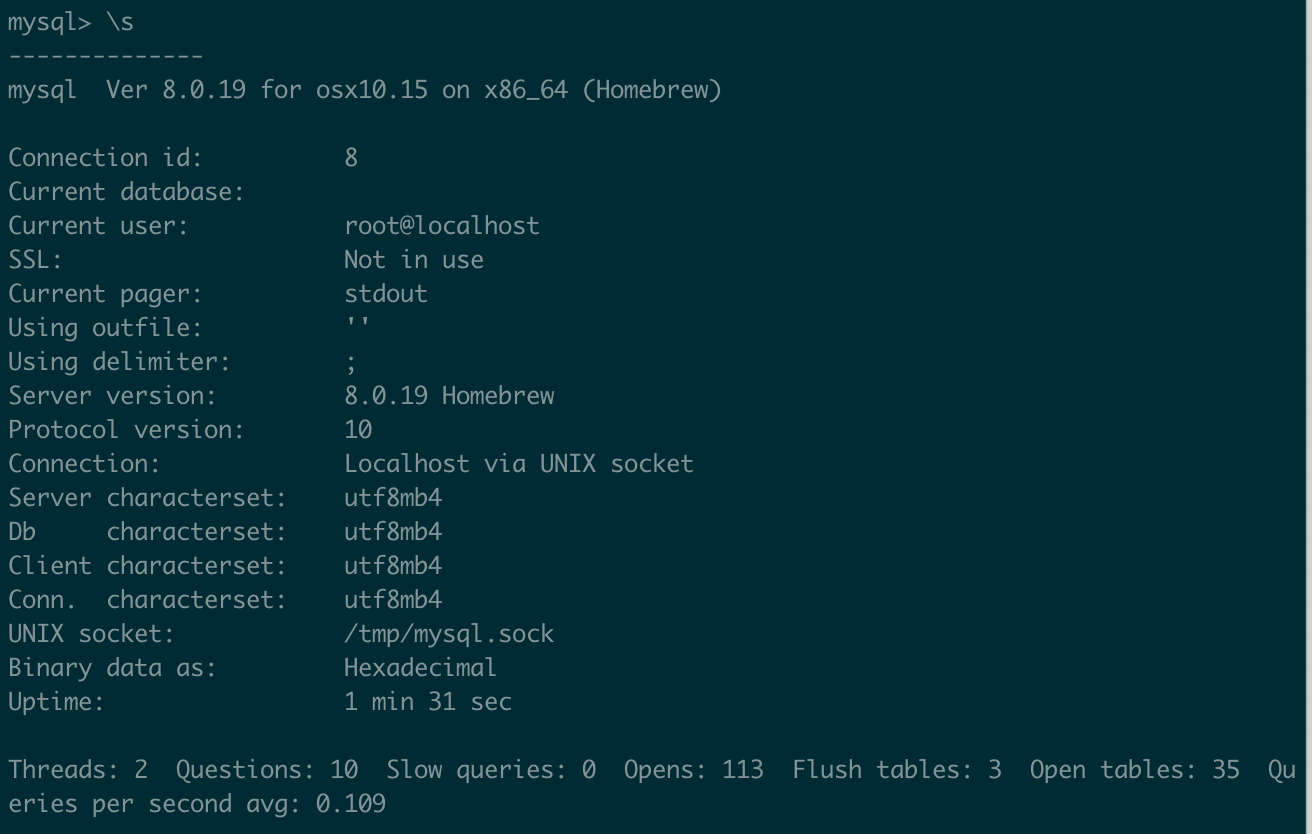 mysql> \s
--------------
mysql  Ver 8.0.19 for osx10.15 on x86_64 (Homebrew)

Connection id:          8
Current database:
Current user:           root@localhost
SSL:                    Not in use
Current pager:          stdout
Using outfile:          ''
Using delimiter:        ;
Server version:         8.0.19 Homebrew
Protocol version:       10
Connection:             Localhost via UNIX socket
Server characterset:    utf8mb4
Db     characterset:    utf8mb4
Client characterset:    utf8mb4
Conn.  characterset:    utf8mb4
UNIX socket:            /tmp/mysql.sock
Binary data as:         Hexadecimal
Uptime:                 1 min 31 sec

Threads: 2  Questions: 10  Slow queries: 0  Opens: 113  Flush tables: 3  Open tables: 35  Qu
eries per second avg: 0.109